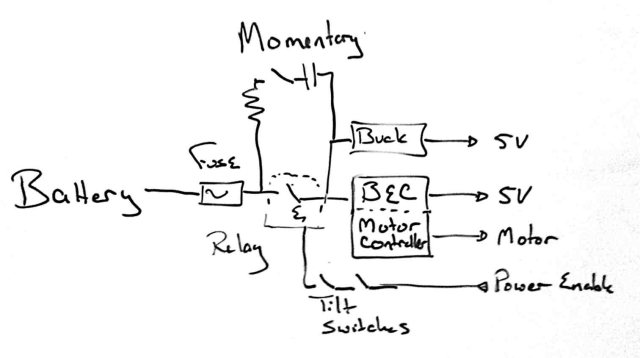 Momentary
Fuse
Buck
5V
Battery
BEC
5V
Relay
Motor
Controller
Motor
Power Enable
Tilt
Switches